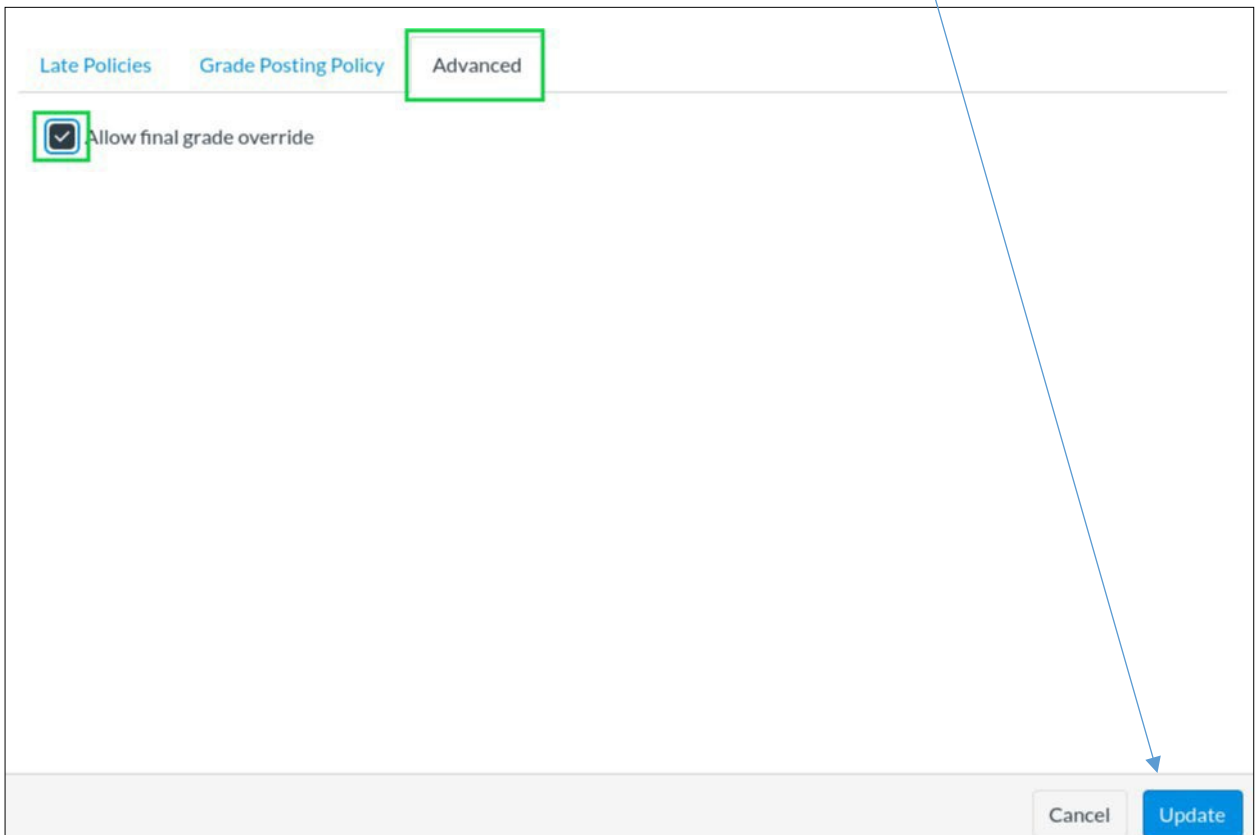 Late Policies Grade Posting Policy Advanced
Allow final grade override
Cancel Update